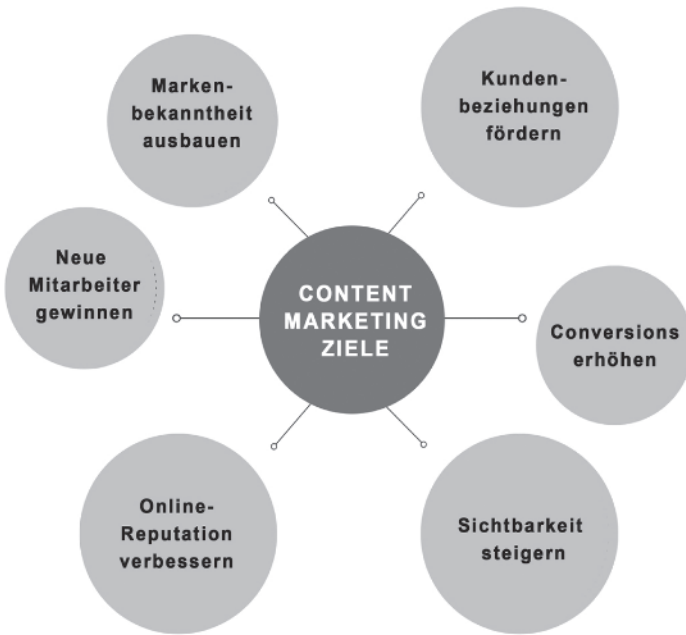 Marken-
bekanntheit
ausbauen
Kunden-
beziehungen
fördern
Neue
Mitarbeiter
gewinnen
CONTENT
MARKETING
ZIELE
Conversions
erhöhen
Online-
Reputation
verbessern
Sichtbarkeit
steigern